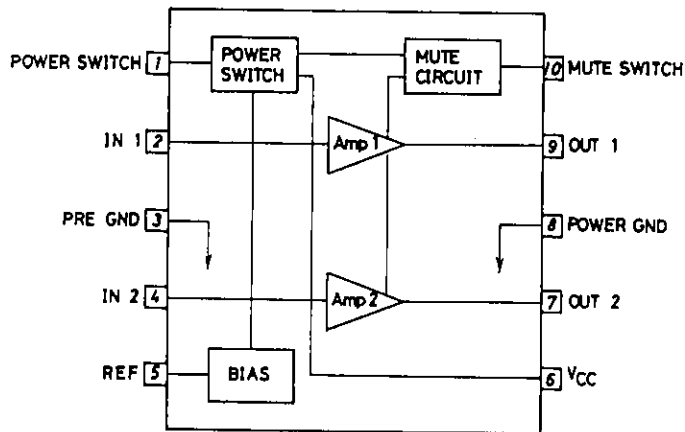 POWER SWITCH 1
POWER
SWITCH
MUTE
CIRCUIT
10 MUTE SWITCH
IN 1 2
Amp 1
9 OUT 1
PRE GND 3
8 POWER GND
IN 2 4
Amp 2
7 OUT 2
REF 5
BIAS
6 VCC